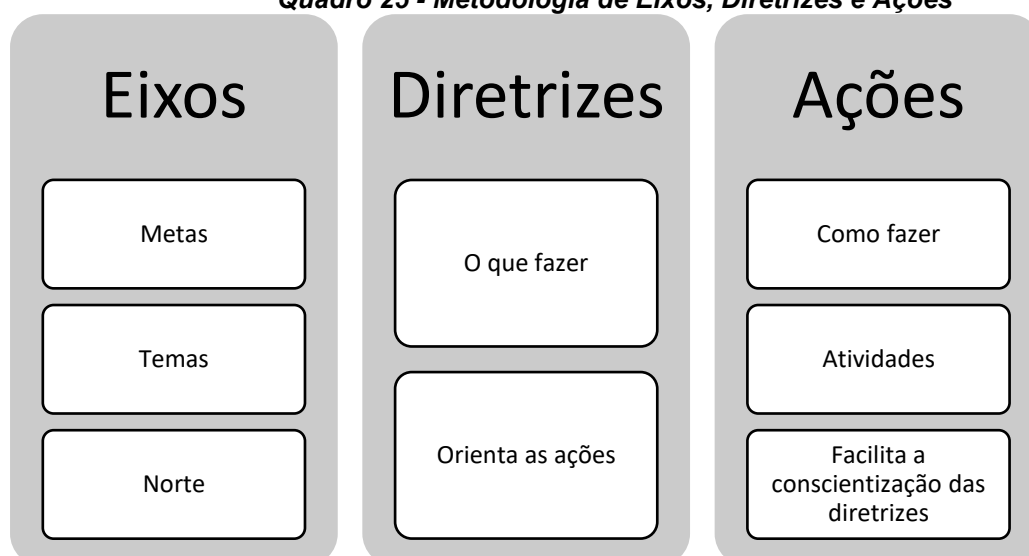 Quadro 25 - Metodologia de Eixos, Diretrizes e Ações
Eixos
Metas
Temas
Norte
Diretrizes
O que fazer
Orienta as ações
Ações
Como fazer
Atividades
Facilita a
conscientização das
diretrizes